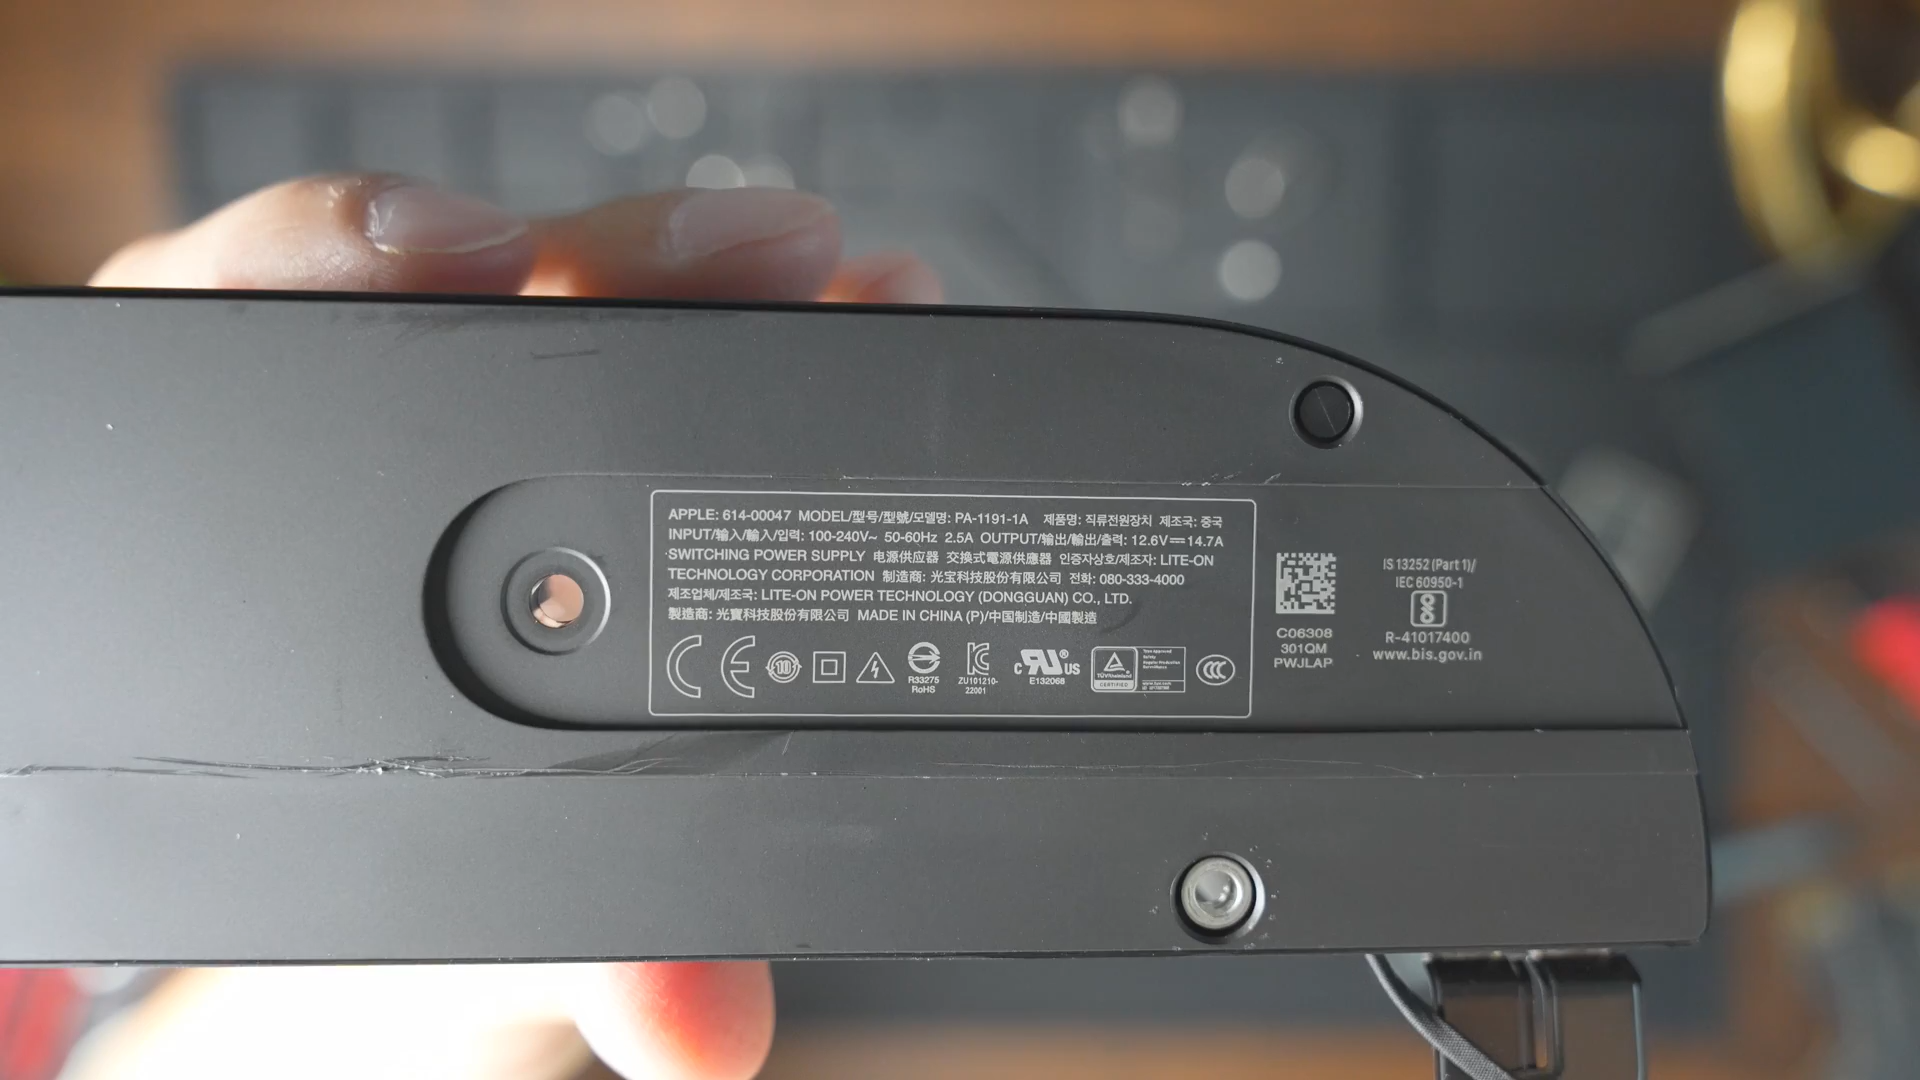 APPLE: 614-00047 MODEL/型号/型號/모델명: PA-1191-1A 제품명: 직류전원장치 제조국: 중국
INPUT/输入/輸入/입력: 100-240V~ 50-60Hz 2.5A OUTPUT/输出/輸出/출력: 12.6V⎓14.7A
SWITCHING POWER SUPPLY 电源供应器 交換式電源供應器 인증자상호/제조자: LITE-ON
TECHNOLOGY CORPORATION 制造商: 光宝科技股份有限公司 전화: 080-333-4000
제조업체/제조국: LITE-ON POWER TECHNOLOGY (DONGGUAN) CO., LTD.
製造商: 光寶科技股份有限公司 MADE IN CHINA (P)/中国制造/中國製造
CE 10 R33275 RoHS
ZU101210-
22001
c RU® US
E132068
TÜVRheinland
CERTIFIED
CCC
C06308
301QM
PWJLAP
IS 13252 (Part 1)/
IEC 60950-1
R-41017400
www.bis.gov.in